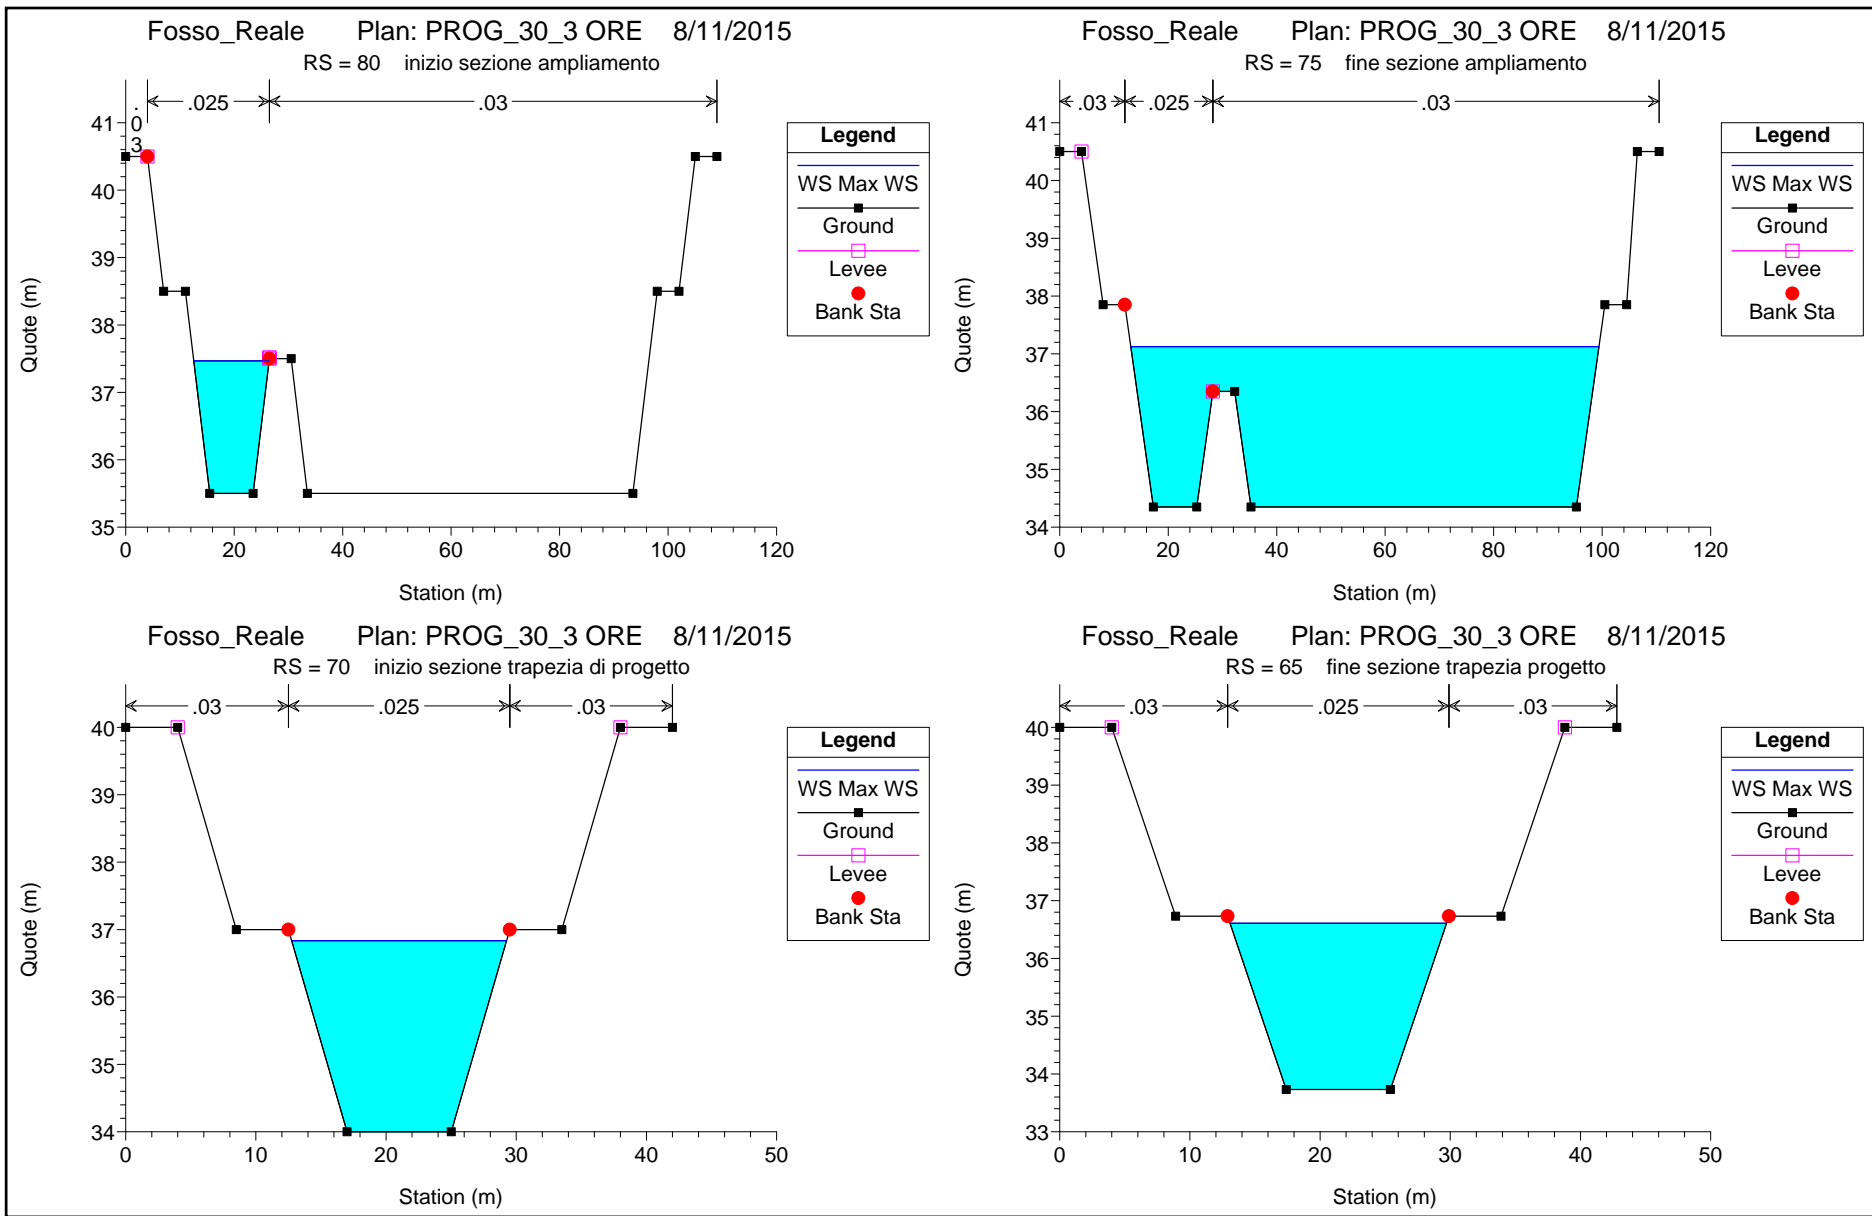 Fosso_Reale Plan: PROG_30_3 ORE 8/11/2015
RS = 80 inizio sezione ampliamento
.03
.025
.03
41
40
39
38
37
36
35
0 20 40 60 80 100 120
Quote (m)
Station (m)
Legend
WS Max WS
Ground
Levee
Bank Sta
Fosso_Reale Plan: PROG_30_3 ORE 8/11/2015
RS = 75 fine sezione ampliamento
.03 .025 .03
41
40
39
38
37
36
35
34
0 20 40 60 80 100 120
Quote (m)
Station (m)
Legend
WS Max WS
Ground
Levee
Bank Sta
Fosso_Reale Plan: PROG_30_3 ORE 8/11/2015
RS = 70 inizio sezione trapezia di progetto
.03 .025 .03
40
39
38
37
36
35
34
0 10 20 30 40 50
Quote (m)
Station (m)
Legend
WS Max WS
Ground
Levee
Bank Sta
Fosso_Reale Plan: PROG_30_3 ORE 8/11/2015
RS = 65 fine sezione trapezia progetto
.03 .025 .03
40
39
38
37
36
35
34
33
0 10 20 30 40 50
Quote (m)
Station (m)
Legend
WS Max WS
Ground
Levee
Bank Sta